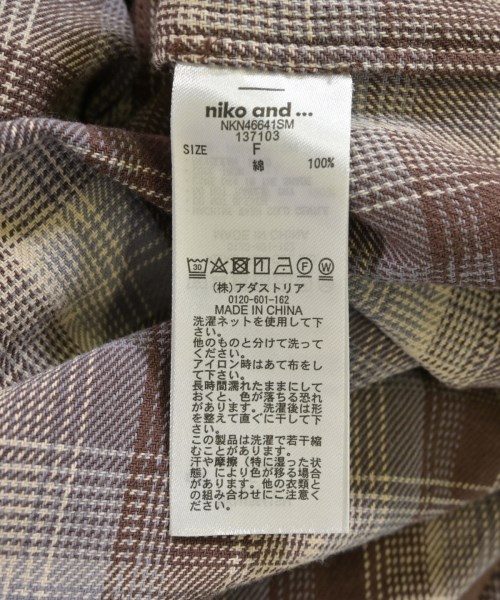 niko and ...
NKN46641SM
137103
SIZE F
綿 100%
30 F W
(株)アダストリア
0120-601-162
MADE IN CHINA
洗濯ネットを使用して下
さい。
他のものと分けて洗って
ください。
アイロン時はあて布をし
て下さい。
長時間濡れたままにして
おくと、色が落ちる恐れ
があります。洗濯後は形
を整えて直ぐに干して下
さい。
この製品は洗濯で若干縮
むことがあります。
汗や摩擦（特に湿った状
態）により色が移る場合
があります。他の衣類と
の組み合わせにご注意く
ださい。